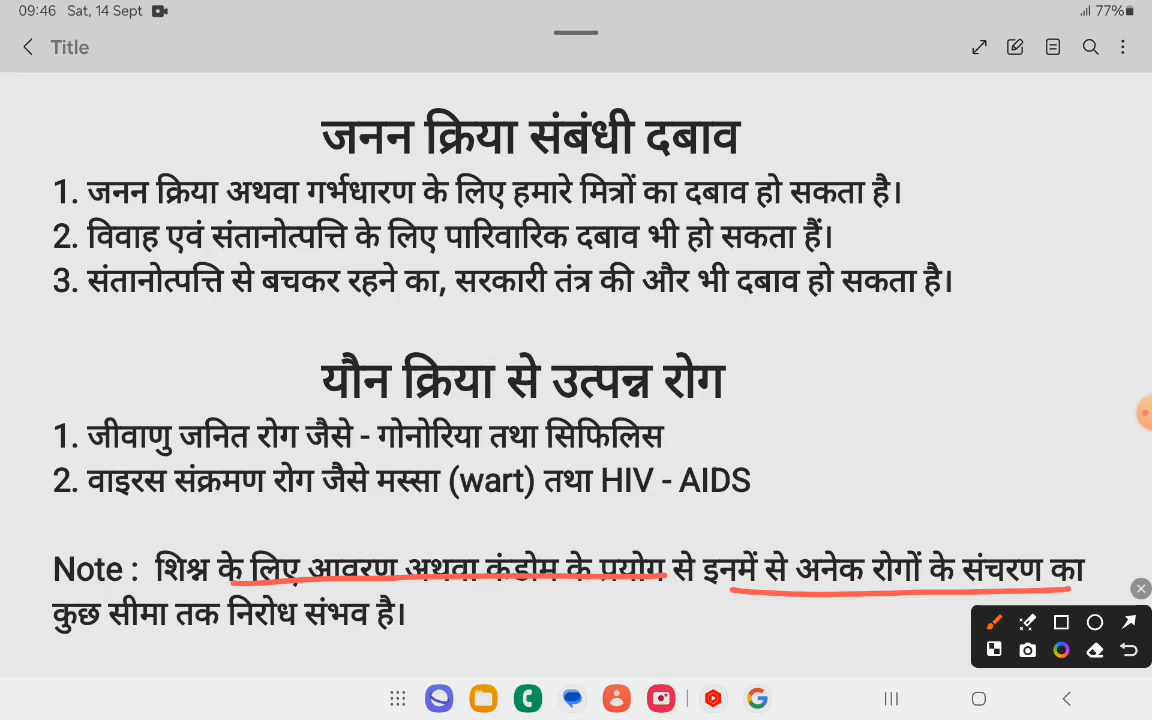 09:46 Sat, 14 Sept 77%
Title
जनन क्रिया संबंधी दबाव
1. जनन क्रिया अथवा गर्भधारण के लिए हमारे मित्रों का दबाव हो सकता है।
2. विवाह एवं संतानोत्पत्ति के लिए पारिवारिक दबाव भी हो सकता हैं।
3. संतानोत्पत्ति से बचकर रहने का, सरकारी तंत्र की और भी दबाव हो सकता है।
यौन क्रिया से उत्पन्न रोग
1. जीवाणु जनित रोग जैसे - गोनोरिया तथा सिफिलिस
2. वाइरस संक्रमण रोग जैसे मस्सा (wart) तथा HIV - AIDS
Note : शिश्न के लिए आवरण अथवा कंडोम के प्रयोग से इनमें से अनेक रोगों के संचरण का
कुछ सीमा तक निरोध संभव है।